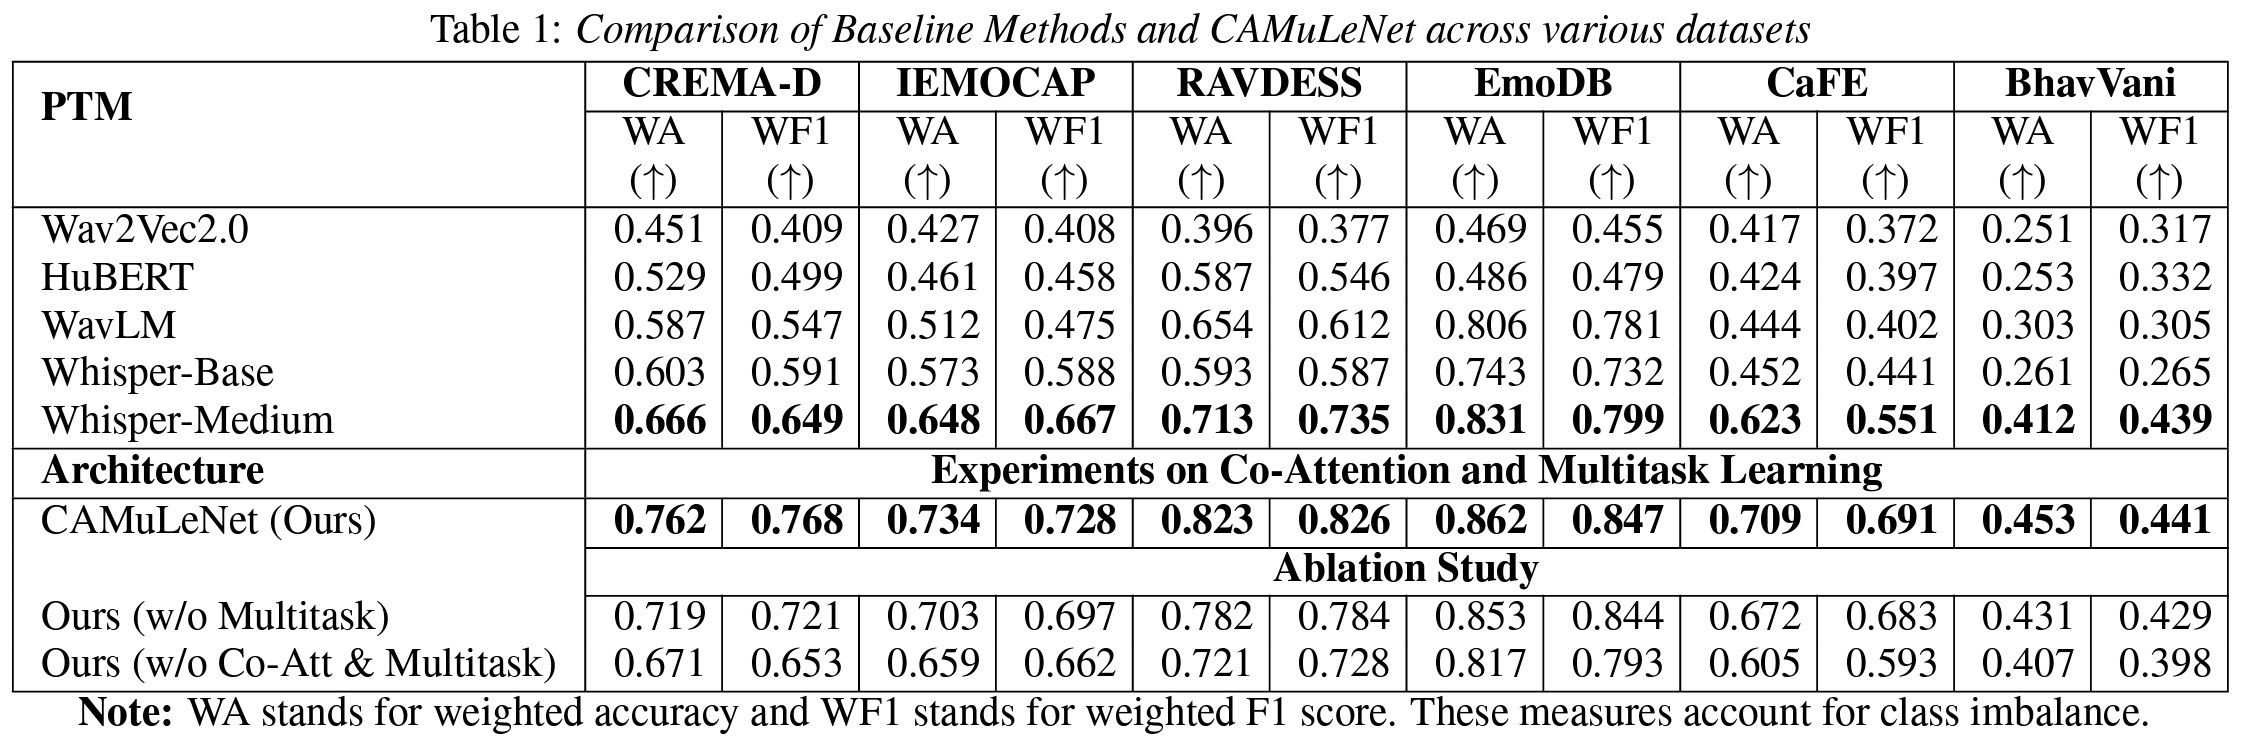 Table 1: Comparison of Baseline Methods and CAMuLeNet across various datasets
PTM CREMA-D IEMOCAP RAVDESS EmoDB CaFE BhavVani
WA WF1 WA WF1 WA WF1 WA WF1 WA WF1 WA WF1
(↑) (↑) (↑) (↑) (↑) (↑) (↑) (↑) (↑) (↑) (↑) (↑)
Wav2Vec2.0 0.451 0.409 0.427 0.408 0.396 0.377 0.469 0.455 0.417 0.372 0.251 0.317
HuBERT 0.529 0.499 0.461 0.458 0.587 0.546 0.486 0.479 0.424 0.397 0.253 0.332
WavLM 0.587 0.547 0.512 0.475 0.654 0.612 0.806 0.781 0.444 0.402 0.303 0.305
Whisper-Base 0.603 0.591 0.573 0.588 0.593 0.587 0.743 0.732 0.452 0.441 0.261 0.265
Whisper-Medium 0.666 0.649 0.648 0.667 0.713 0.735 0.831 0.799 0.623 0.551 0.412 0.439
Architecture Experiments on Co-Attention and Multitask Learning
CAMuLeNet (Ours) 0.762 0.768 0.734 0.728 0.823 0.826 0.862 0.847 0.709 0.691 0.453 0.441
Ablation Study
Ours (w/o Multitask) 0.719 0.721 0.703 0.697 0.782 0.784 0.853 0.844 0.672 0.683 0.431 0.429
Ours (w/o Co-Att & Multitask) 0.671 0.653 0.659 0.662 0.721 0.728 0.817 0.793 0.605 0.593 0.407 0.398
Note: WA stands for weighted accuracy and WF1 stands for weighted F1 score. These measures account for class imbalance.